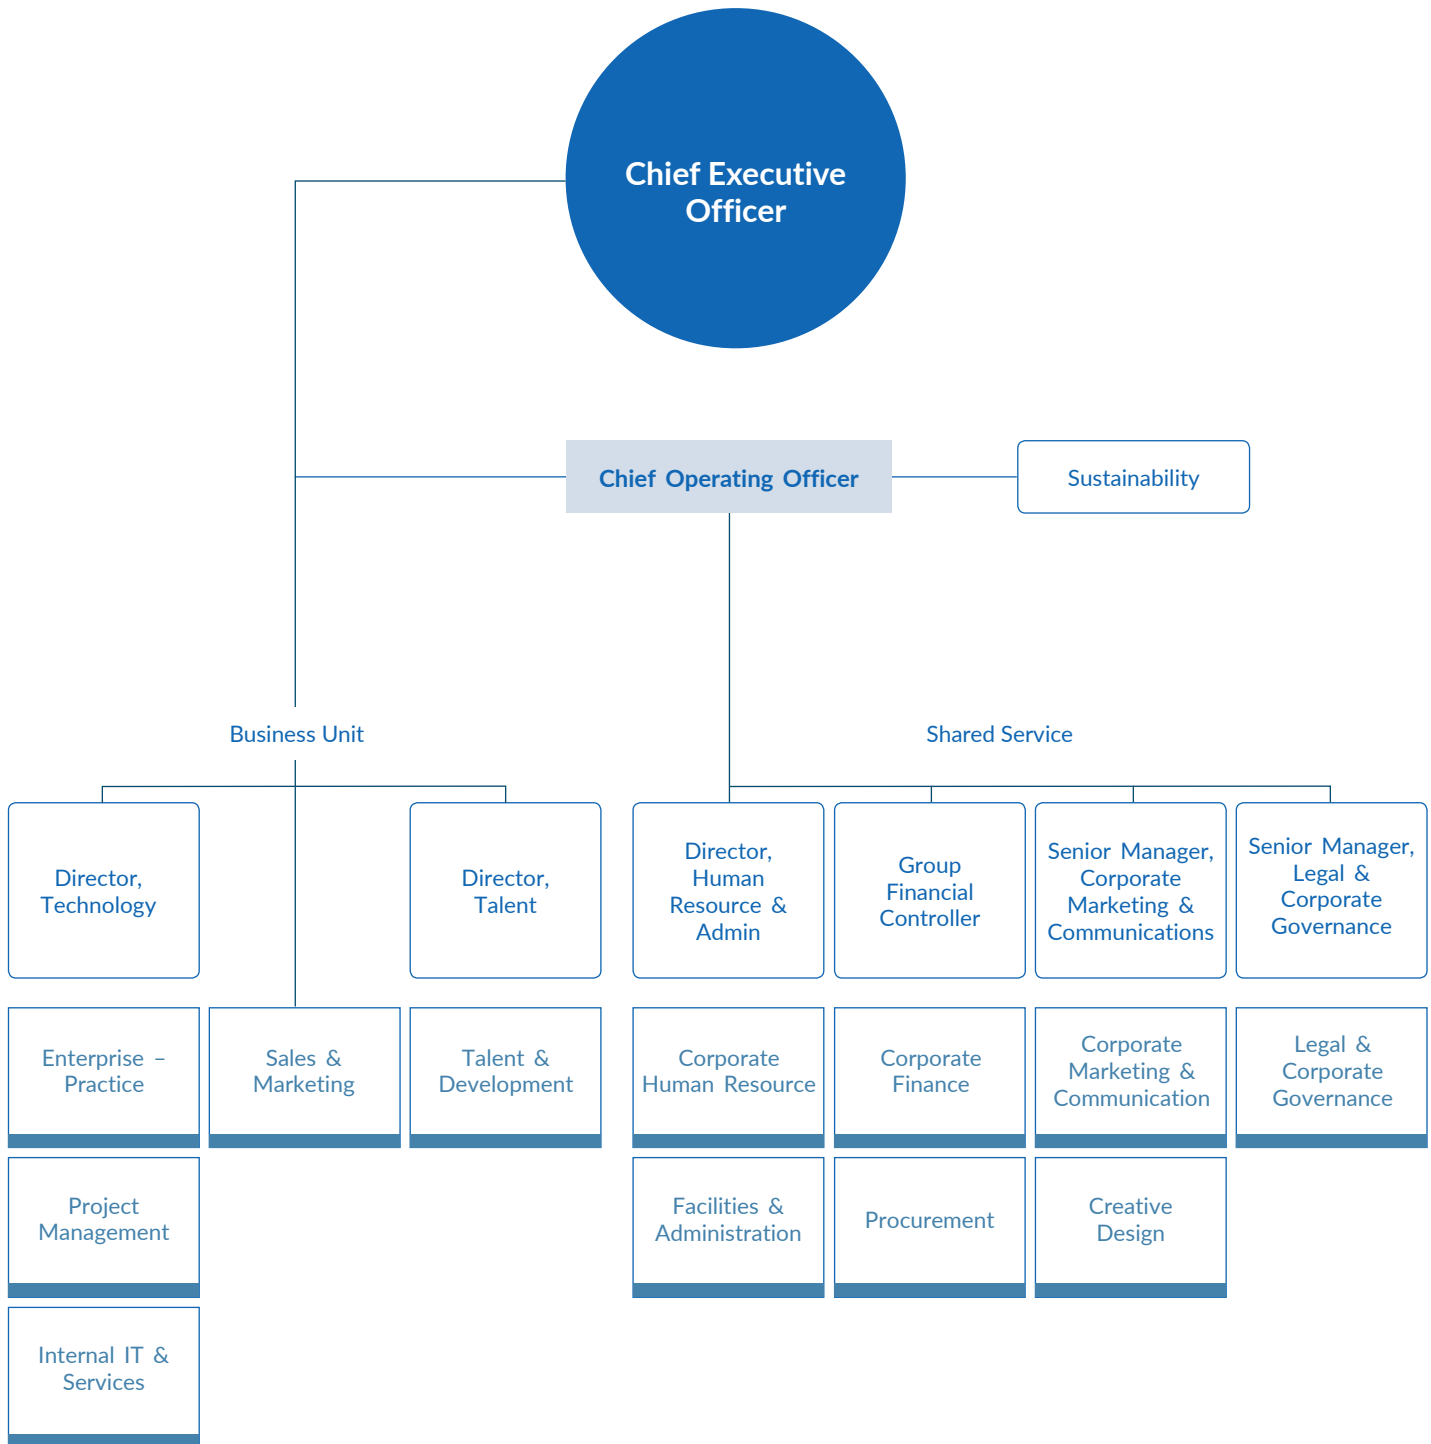 Chief Executive
Officer
Chief Operating Officer
Sustainability
Business Unit
Shared Service
Director,
Technology
Director,
Talent
Director,
Human
Resource &
Admin
Group
Financial
Controller
Senior Manager,
Corporate
Marketing &
Communications
Senior Manager,
Legal &
Corporate
Governance
Enterprise –
Practice
Sales &
Marketing
Talent &
Development
Corporate
Human Resource
Corporate
Finance
Corporate
Marketing &
Communication
Legal &
Corporate
Governance
Project
Management
Facilities &
Administration
Procurement
Creative
Design
Internal IT &
Services